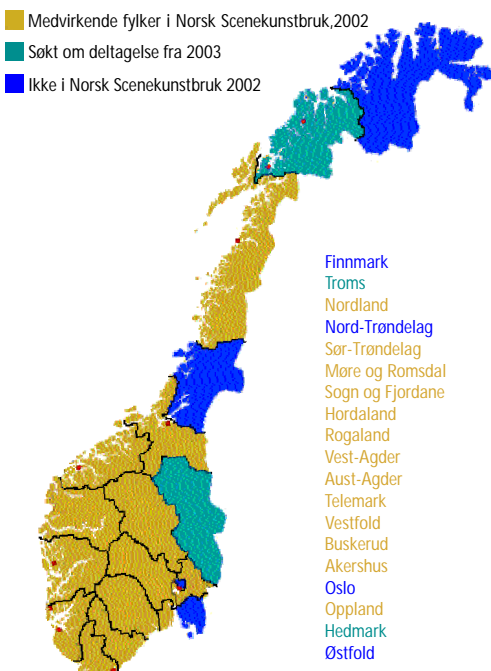 Medvirkende fylker i Norsk Scenekunstbruk,2002
Søkt om deltagelse fra 2003
Ikke i Norsk Scenekunstbruk 2002
Finnmark
Troms
Nordland
Nord-Trøndelag
Sør-Trøndelag
Møre og Romsdal
Sogn og Fjordane
Hordaland
Rogaland
Vest-Agder
Aust-Agder
Telemark
Vestfold
Buskerud
Akershus
Oslo
Oppland
Hedmark
Østfold